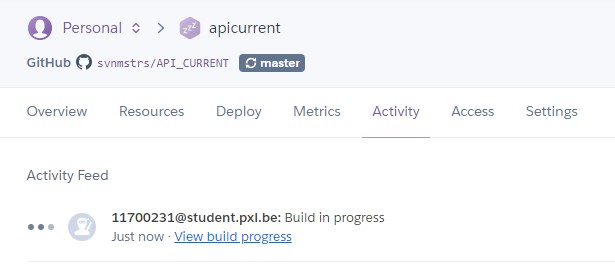 Personal > apicurrent
GitHub svnmstrs/API_CURRENT master
Overview Resources Deploy Metrics Activity Access Settings
Activity Feed
11700231@student.pxl.be: Build in progress
Just now · View build progress